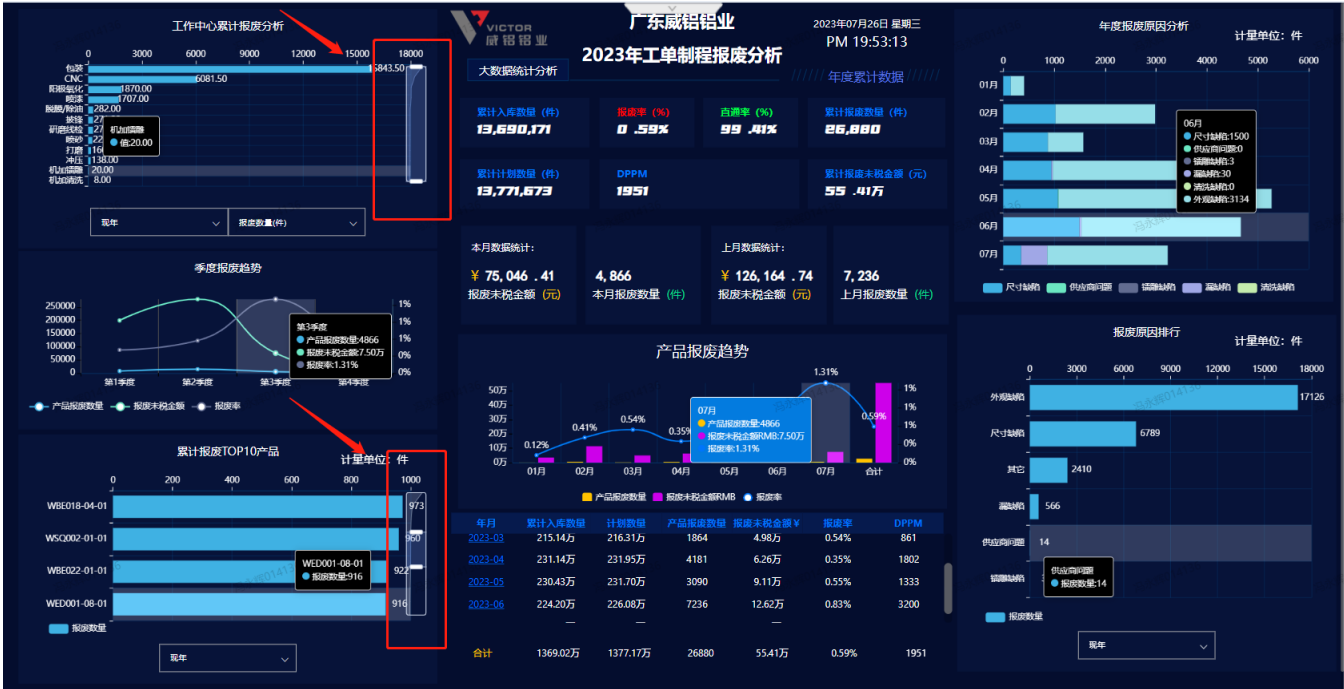 工作中心累计报废分析
0 3000 6000 9000 12000 15000 18000
包装 15843.50
CNC 6081.50
阳极氧化 1870.00
喷漆 1707.00
脱膜/除油 282.00
披锋
研磨线检
喷砂
打磨
冲压 138.00
机加镭雕 20.00
机加清洗 8.00
机加镭雕
值:20.00
现年
报废数量(件)
季度报废趋势
250000
200000
150000
100000
50000
0
1%
1%
1%
0%
0%
第1季度 第2季度 第3季度 第4季度
第3季度
产品报废数量:4866
报废未税金额:7.50万
报废率:1.31%
产品报废数量 报废未税金额 报废率
累计报废TOP10产品
计量单位：件
0 200 400 600 800 1000
WBE018-04-01 973
WSQ002-01-01 960
WBE022-01-01 922
WED001-08-01 916
WED001-08-01
报废数量:916
报废数量
现年
VICTOR
威铝铝业
广东威铝铝业
2023年工单制程报废分析
大数据统计分析
2023年07月26日 星期三
PM 19:53:13
年度累计数据
累计入库数量（件）
13,690,171
报废率（%）
0 .59%
直通率（%）
99 .41%
累计报废数量（件）
26,880
累计计划数量（件）
13,771,673
DPPM
1951
累计报废未税金额（元）
55 .41万
本月数据统计：
¥ 75,046 .41
报废未税金额（元）
4,866
本月报废数量（件）
上月数据统计：
¥ 126,164 .74
报废未税金额（元）
7,236
上月报废数量（件）
产品报废趋势
50万
40万
30万
20万
10万
0万
0.12% 0.41% 0.54% 0.35% 1.31% 0.59%
1%
1%
1%
0%
0%
01月 02月 03月 04月 05月 06月 07月 合计
07月
产品报废数量:4866
报废未税金额RMB:7.50万
报废率:1.31%
产品报废数量 报废未税金额RMB 报废率
年月 累计入库数量 计划数量 产品报废数量 报废未税金额¥ 报废率 DPPM
2023-03 215.14万 216.31万 1864 4.98万 0.54% 861
2023-04 231.14万 231.95万 4181 6.26万 0.35% 1802
2023-05 230.43万 231.70万 3090 9.11万 0.55% 1333
2023-06 224.20万 226.08万 7236 12.62万 0.83% 3200
— — —
合计 1369.02万 1377.17万 26880 55.41万 0.59% 1951
年度报废原因分析
计量单位：件
0 1000 2000 3000 4000 5000 6000
01月
02月
03月
04月
05月
06月
07月
06月
尺寸缺陷:1500
供应商问题:0
镭雕缺陷:3
漏缺陷:30
清洗缺陷:0
外观缺陷:3134
尺寸缺陷 供应商问题 镭雕缺陷 漏缺陷 清洗缺陷
报废原因排行
计量单位：件
0 3000 6000 9000 12000 15000 18000
外观缺陷 17126
尺寸缺陷 6789
其它 2410
漏缺陷 566
供应商问题 14
镭雕缺陷
供应商问题
报废数量:14
报废数量
现年